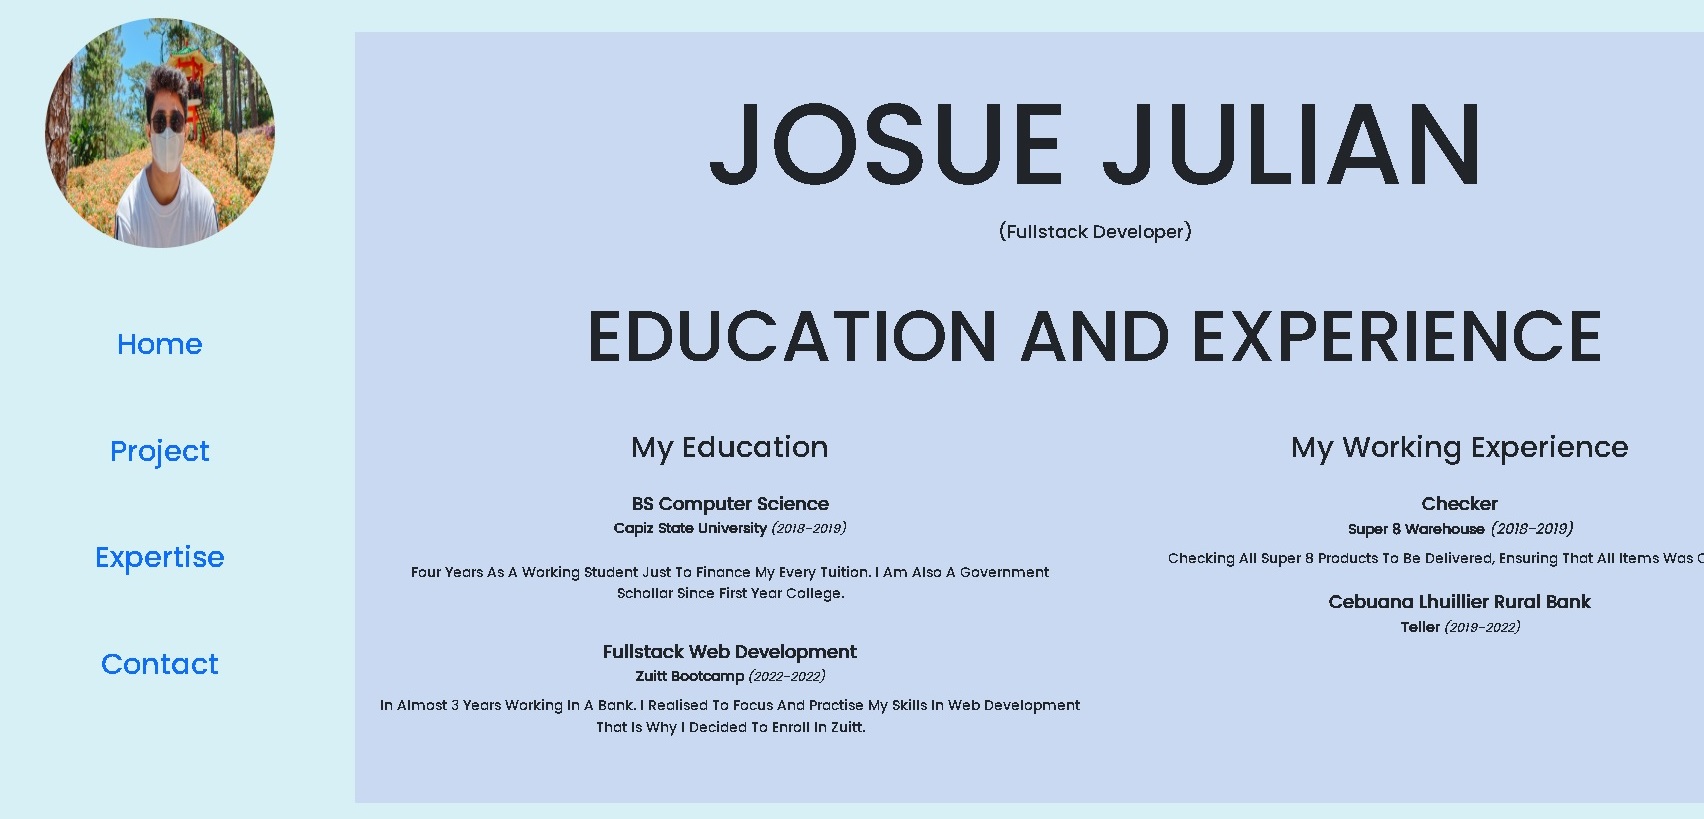 Home
Project
Expertise
Contact
JOSUE JULIAN
(Fullstack Developer)
EDUCATION AND EXPERIENCE
My Education
BS Computer Science
Capiz State University (2018-2019)
Four Years As A Working Student Just To Finance My Every Tuition. I Am Also A Government
Schollar Since First Year College.
Fullstack Web Development
Zuitt Bootcamp (2022-2022)
In Almost 3 Years Working In A Bank. I Realised To Focus And Practise My Skills In Web Development
That Is Why I Decided To Enroll In Zuitt.
My Working Experience
Checker
Super 8 Warehouse (2018-2019)
Checking All Super 8 Products To Be Delivered, Ensuring That All Items Was
Cebuana Lhuillier Rural Bank
Teller (2019-2022)